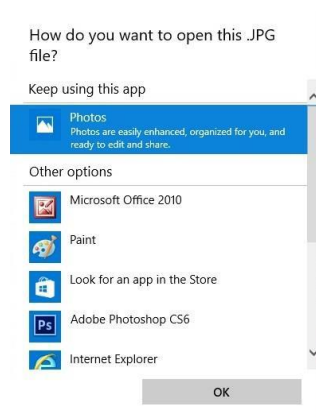 How do you want to open this .JPG
file?
Keep using this app
Photos
Photos are easily enhanced, organized for you, and
ready to edit and share.
Other options
Microsoft Office 2010
Paint
Look for an app in the Store
Ps
Adobe Photoshop CS6
Internet Explorer
OK